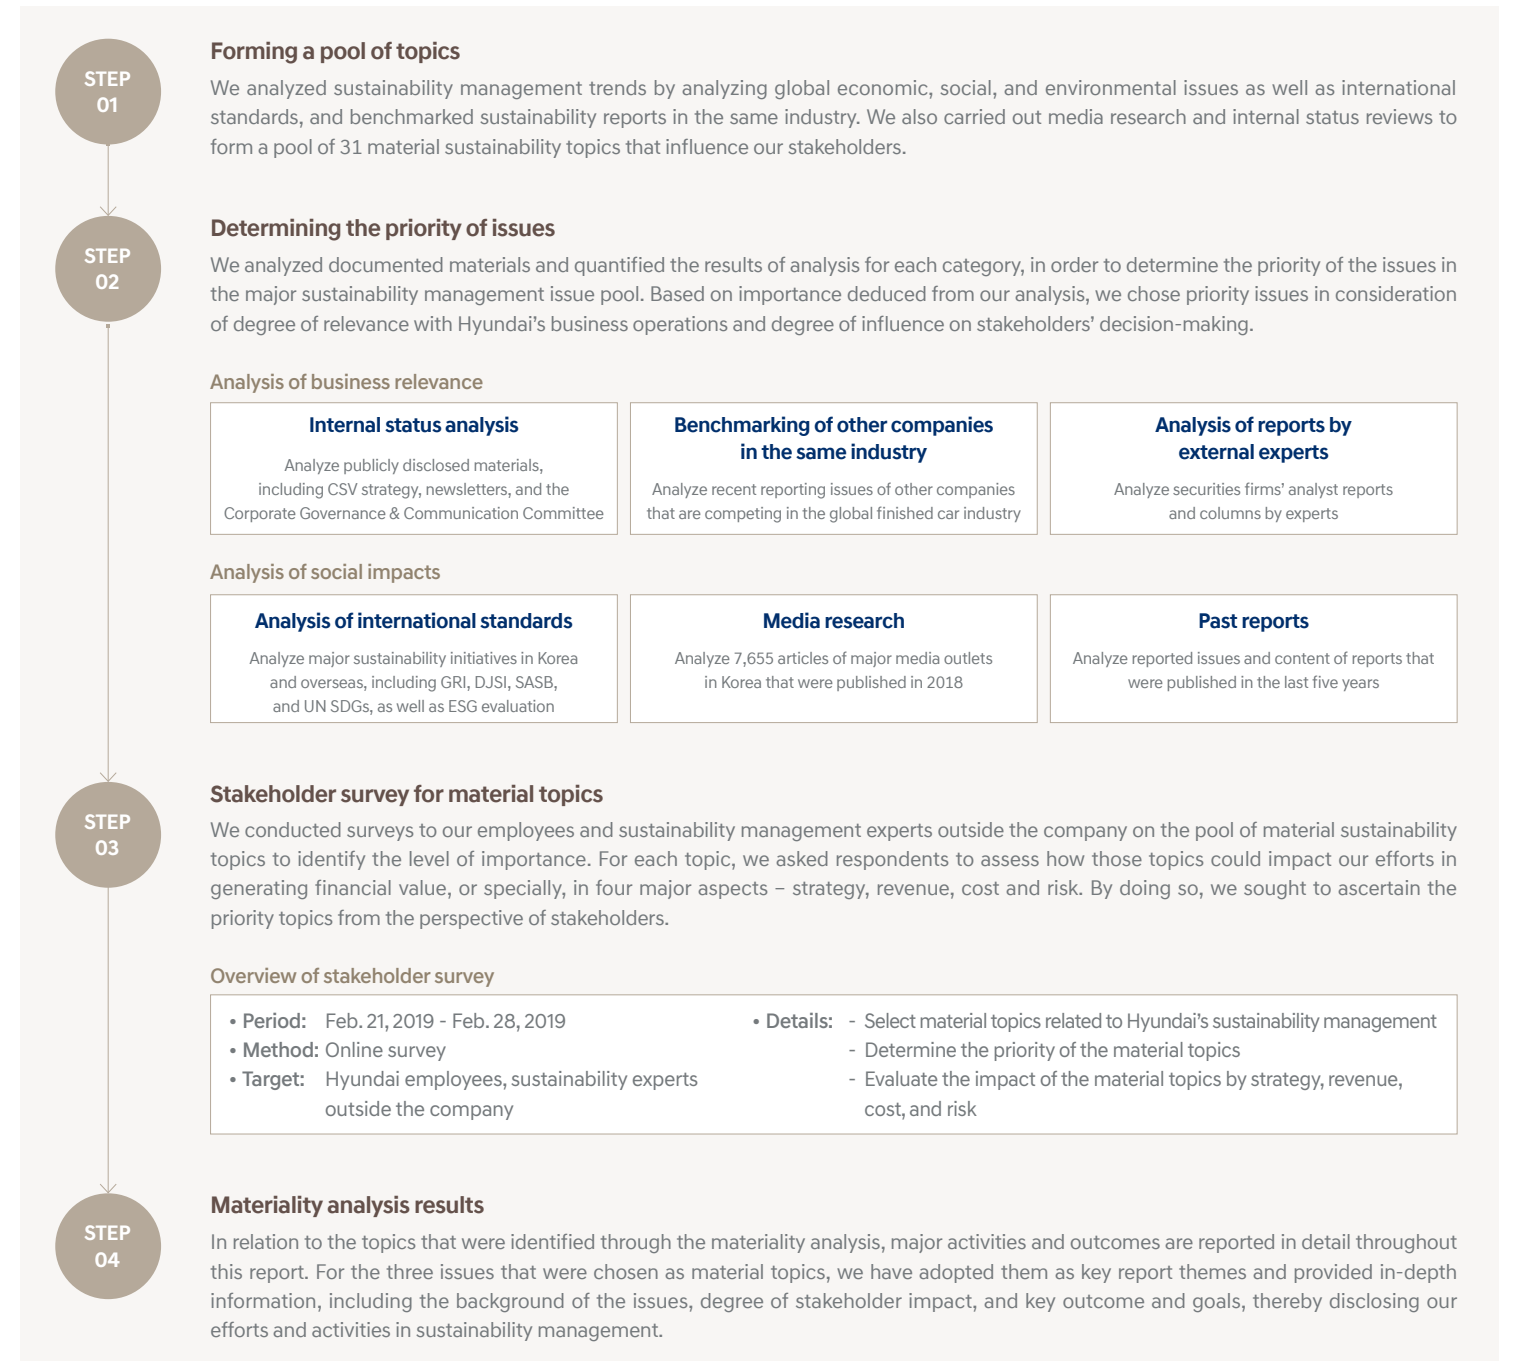 STEP
01
Forming a pool of topics
We analyzed sustainability management trends by analyzing global economic, social, and environmental issues as well as international
standards, and benchmarked sustainability reports in the same industry. We also carried out media research and internal status reviews to
form a pool of 31 material sustainability topics that influence our stakeholders.
STEP
02
Determining the priority of issues
We analyzed documented materials and quantified the results of analysis for each category, in order to determine the priority of the issues in
the major sustainability management issue pool. Based on importance deduced from our analysis, we chose priority issues in consideration
of degree of relevance with Hyundai's business operations and degree of influence on stakeholders' decision-making.
Analysis of business relevance
Internal status analysis
Analyze publicly disclosed materials,
including CSV strategy, newsletters, and the
Corporate Governance & Communication Committee
Benchmarking of other companies
in the same industry
Analyze recent reporting issues of other companies
that are competing in the global finished car industry
Analysis of reports by
external experts
Analyze securities firms' analyst reports
and columns by experts
Analysis of social impacts
Analysis of international standards
Analyze major sustainability initiatives in Korea
and overseas, including GRI, DJSI, SASB,
and UN SDGs, as well as ESG evaluation
Media research
Analyze 7,655 articles of major media outlets
in Korea that were published in 2018
Past reports
Analyze reported issues and content of reports that
were published in the last five years
STEP
03
Stakeholder survey for material topics
We conducted surveys to our employees and sustainability management experts outside the company on the pool of material sustainability
topics to identify the level of importance. For each topic, we asked respondents to assess how those topics could impact our efforts in
generating financial value, or specially, in four major aspects – strategy, revenue, cost and risk. By doing so, we sought to ascertain the
priority topics from the perspective of stakeholders.
Overview of stakeholder survey
• Period: Feb. 21, 2019 - Feb. 28, 2019
• Method: Online survey
• Target: Hyundai employees, sustainability experts
outside the company
• Details: - Select material topics related to Hyundai's sustainability management
- Determine the priority of the material topics
- Evaluate the impact of the material topics by strategy, revenue,
cost, and risk
STEP
04
Materiality analysis results
In relation to the topics that were identified through the materiality analysis, major activities and outcomes are reported in detail throughout
this report. For the three issues that were chosen as material topics, we have adopted them as key report themes and provided in-depth
information, including the background of the issues, degree of stakeholder impact, and key outcome and goals, thereby disclosing our
efforts and activities in sustainability management.